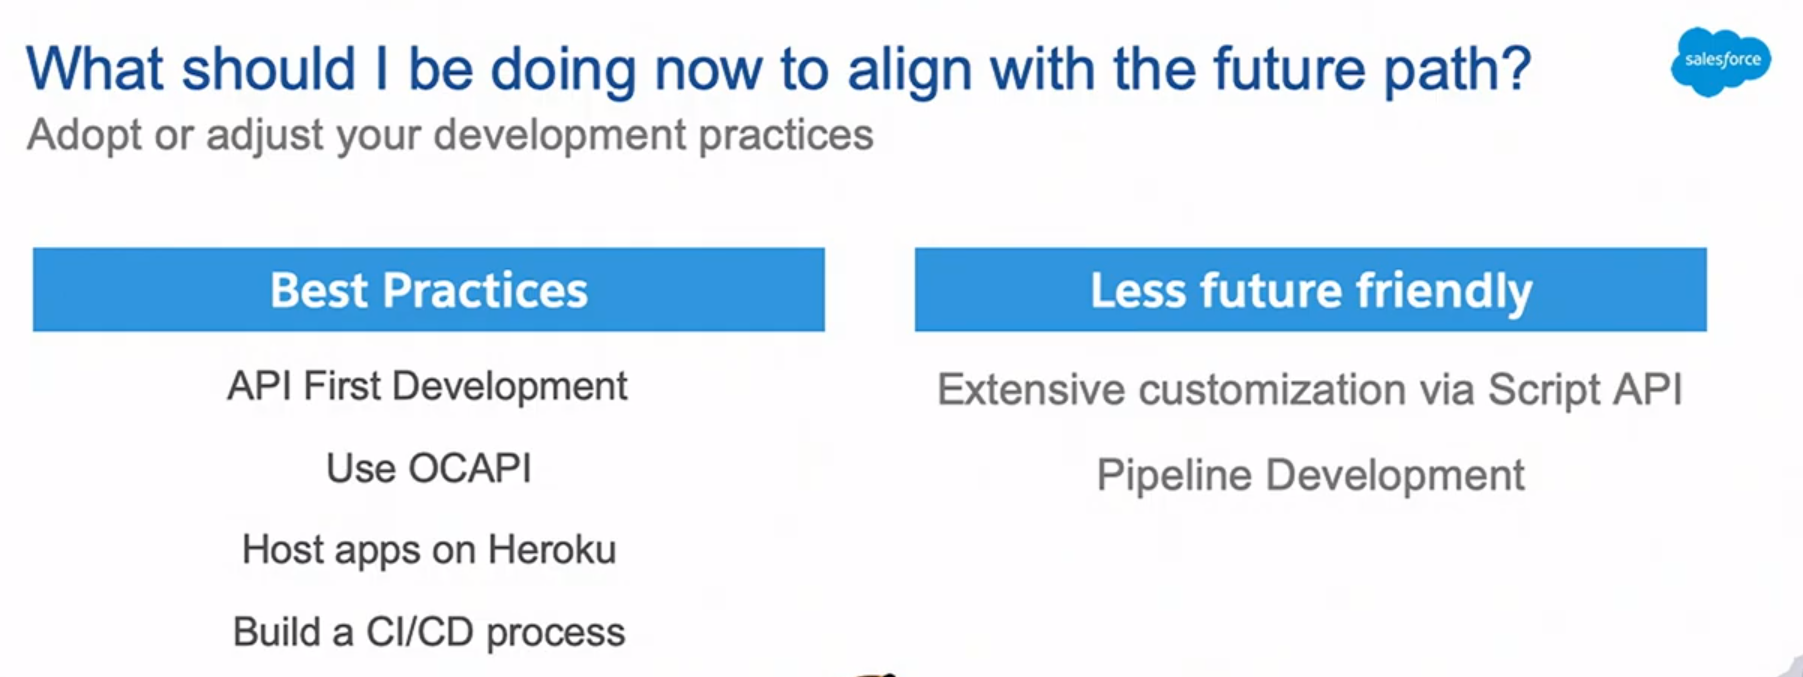 What should I be doing now to align with the future path?
salesforce
Adopt or adjust your development practices
Best Practices
API First Development
Use OCAPI
Host apps on Heroku
Build a CI/CD process
Less future friendly
Extensive customization via Script API
Pipeline Development